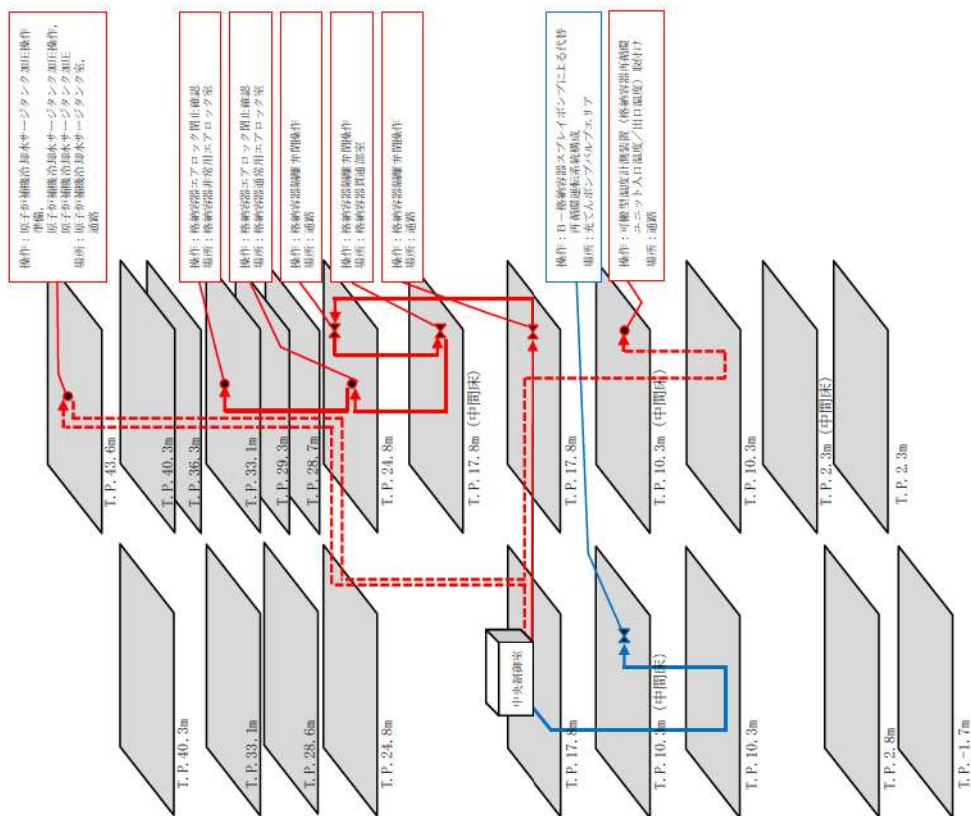 操作：原子炉補機冷却水サージタンク加圧操作
準備，
原子炉補機冷却水サージタンク加圧操作，
原子炉補機冷却水サージタンク加圧
場所：原子炉補機冷却水サージタンク室，
通路
操作：格納容器エアロック閉止確認
場所：格納容器非常用エアロック室
操作：格納容器エアロック閉止確認
場所：格納容器通常用エアロック室
操作：格納容器隔離弁閉操作
場所：通路
操作：格納容器隔離弁閉操作
場所：格納容器貫通部室
操作：格納容器隔離弁閉操作
場所：通路
操作：B－格納容器スプレイポンプによる代替
再循環運転系統構成
場所：充てんポンプバルブエリア
操作：可搬型温度計測装置（格納容器再循環
ユニット入口温度／出口温度）取付け
場所：通路
T.P.43.6m
T.P.40.3m
T.P.36.3m
T.P.33.1m
T.P.29.3m
T.P.28.7m
T.P.24.8m
T.P.17.8m（中間床）
T.P.17.8m
T.P.10.3m（中間床）
T.P.10.3m
T.P.2.3m（中間床）
T.P.2.3m
中央制御室
T.P.40.3m
T.P.33.1m
T.P.28.6m
T.P.24.8m
T.P.17.8m
T.P.10.3m（中間床）
T.P.10.3m
T.P.2.8m
T.P.-1.7m